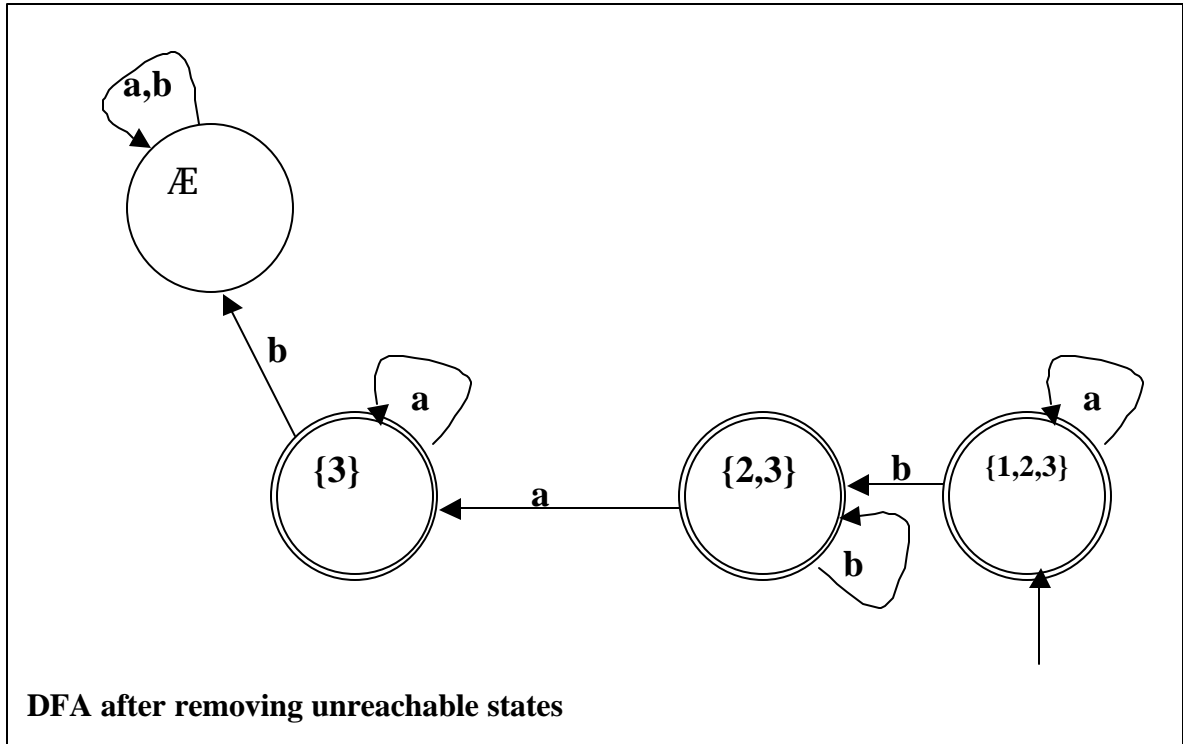 a,b
Æ
b
a
a
{3}
{2,3}
{1,2,3}
b
a
b
DFA after removing unreachable states